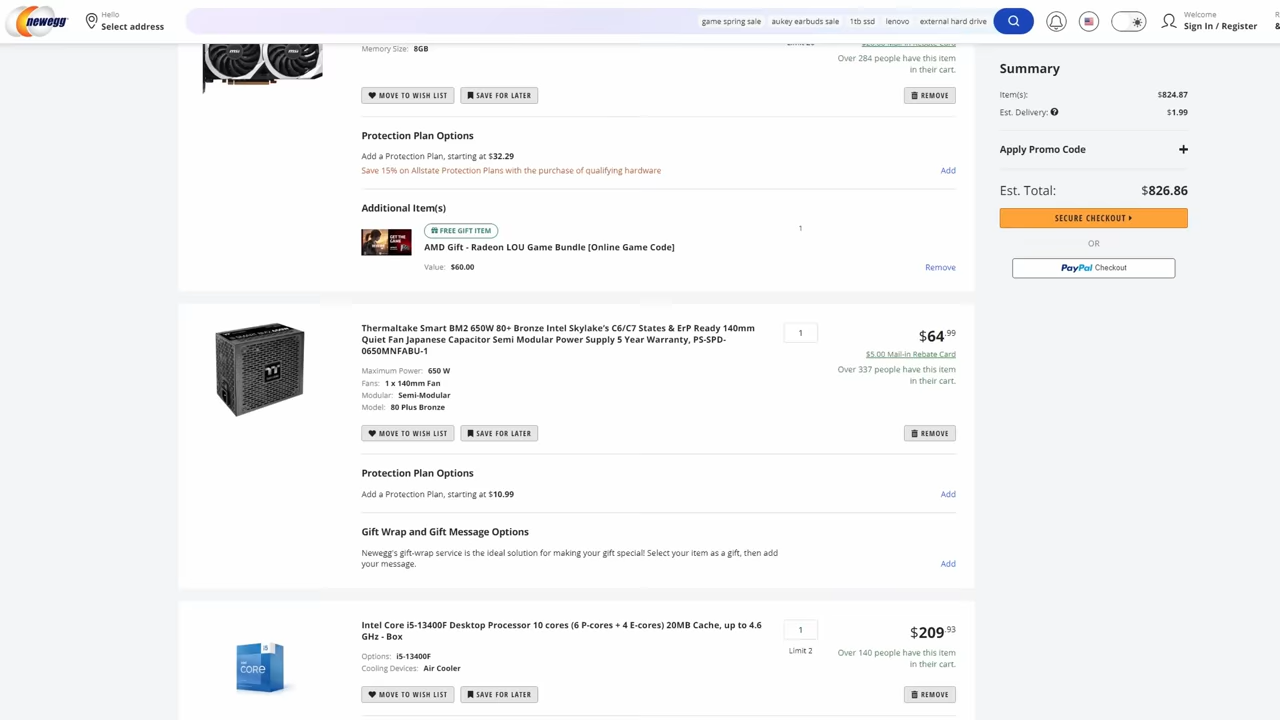 newegg
Hello
Select address
game spring sale
aukey earbuds sale
1tb ssd
lenovo
external hard drive
Welcome
Sign In / Register
Memory Size: 8GB
Over 284 people have this item
in their cart.
MOVE TO WISH LIST
SAVE FOR LATER
REMOVE
Protection Plan Options
Add a Protection Plan, starting at $32.29
Save 15% on Allstate Protection Plans with the purchase of qualifying hardware
Add
Additional Item(s)
FREE GIFT ITEM
1
AMD Gift - Radeon LOU Game Bundle [Online Game Code]
Value: $60.00
Remove
Thermaltake Smart BM2 650W 80+ Bronze Intel Skylake's C6/C7 States & ErP Ready 140mm
Quiet Fan Japanese Capacitor Semi Modular Power Supply 5 Year Warranty, PS-SPD-
0650MNFABU-1
1
$64.99
$5.00 Mail-in Rebate Card
Over 337 people have this item
in their cart.
Maximum Power: 650 W
Fans: 1 x 140mm Fan
Modular: Semi-Modular
Model: 80 Plus Bronze
MOVE TO WISH LIST
SAVE FOR LATER
REMOVE
Protection Plan Options
Add a Protection Plan, starting at $10.99
Add
Gift Wrap and Gift Message Options
Newegg's gift-wrap service is the ideal solution for making your gift special! Select your item as a gift, then add
your message.
Add
Intel Core i5-13400F Desktop Processor 10 cores (6 P-cores + 4 E-cores) 20MB Cache, up to 4.6
GHz - Box
1
Limit 2
$209.93
Over 140 people have this item
in their cart.
Options: i5-13400F
Cooling Devices: Air Cooler
intel
CORE
i5
MOVE TO WISH LIST
SAVE FOR LATER
REMOVE
Summary
Item(s): $824.87
Est. Delivery: $1.99
Apply Promo Code
Est. Total: $826.86
SECURE CHECKOUT
OR
PayPal Checkout